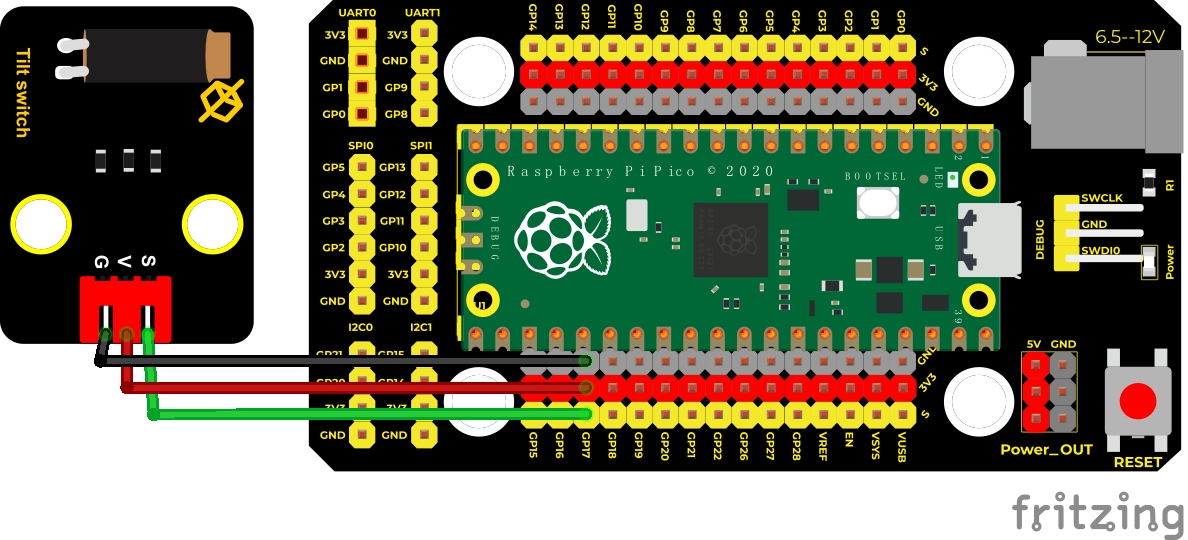 Tilt switch
G
V
S
UART0
3V3
GND
GP1
GP0
UART1
3V3
GND
GP9
GP8
SPI0
GP5
GP4
GP3
GP2
3V3
GND
SPI1
GP13
GP12
GP11
GP10
3V3
GND
I2C0
GP21
GP20
3V3
GND
I2C1
GP15
GP14
3V3
GND
GP14
GP13
GP12
GP11
GP10
GP9
GP8
GP7
GP6
GP5
GP4
GP3
GP2
GP1
GP0
S
3V3
GND
Raspberry Pi Pico © 2020
BOOTSEL
LED
USB
DEBUG
2
1
39
U1
GND
3V3
S
GP15
GP16
GP17
GP18
GP19
GP20
GP21
GP22
GP26
GP27
GP28
VREF
EN
VSYS
VUSB
6.5--12V
R1
DEBUG
SWCLK
GND
SWDI0
Power
5V
GND
Power_OUT
RESET
fritzing